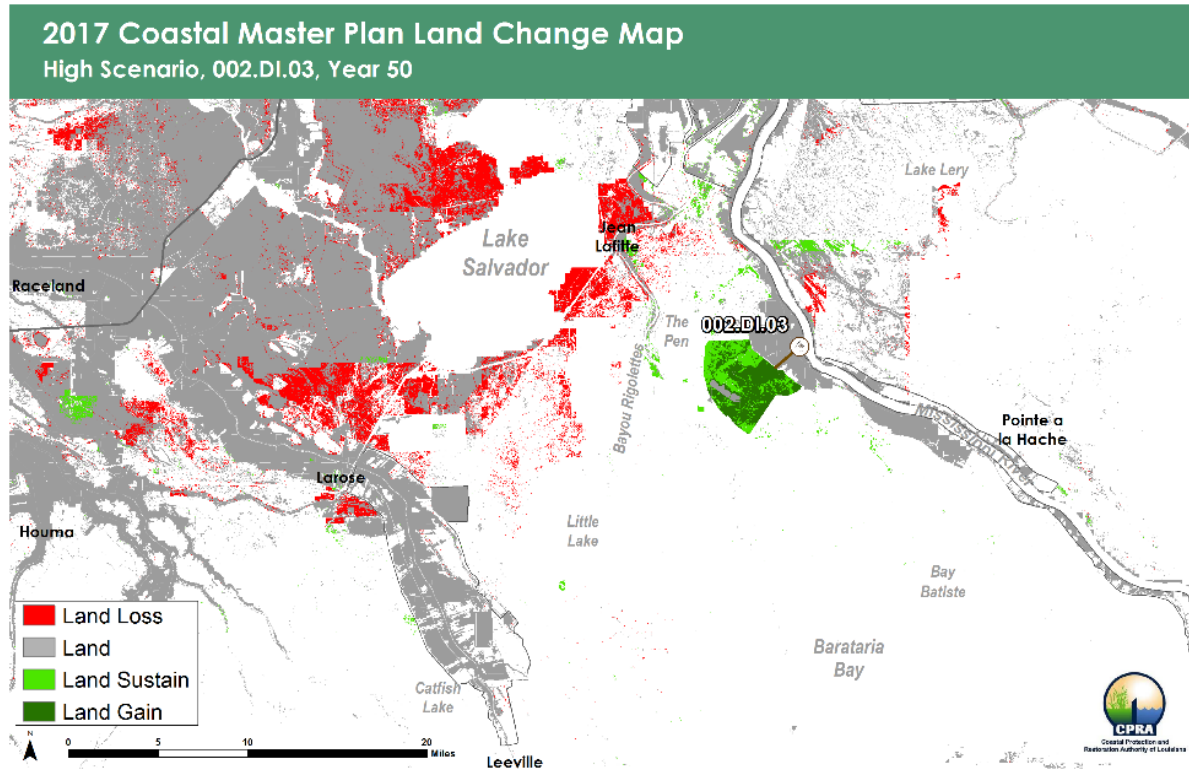 2017 Coastal Master Plan Land Change Map
High Scenario, 002.DI.03, Year 50
Lake Lery
Jean
Lafitte
Lake
Salvador
Raceland
The
Pen
002.DI.03
Bayou Rigolettes
Mississippi River
Pointe a
la Hache
Larose
Houma
Little
Lake
Bay
Batiste
Barataria
Bay
Catfish
Lake
Leeville
Land Loss
Land
Land Sustain
Land Gain
N
0 5 10 20
Miles
CPRA
Coastal Protection and
Restoration Authority of Louisiana